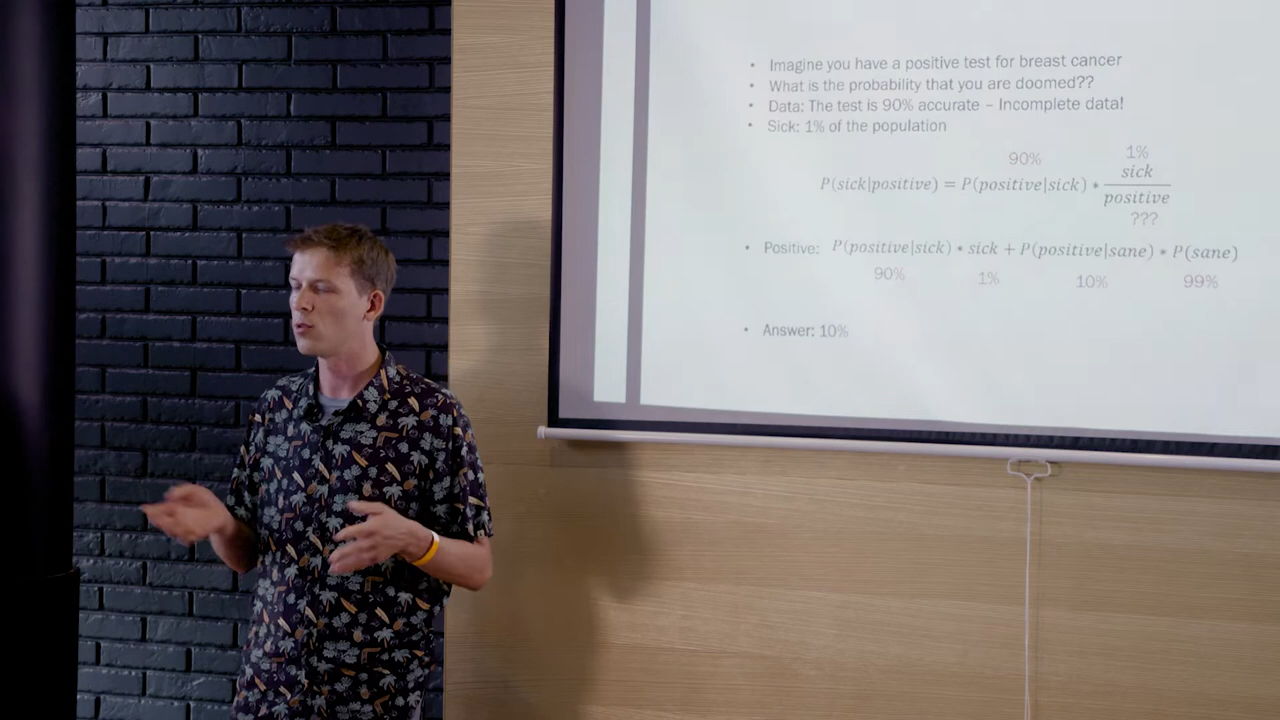 • Imagine you have a positive test for breast cancer
• What is the probability that you are doomed??
• Data: The test is 90% accurate – Incomplete data!
• Sick: 1% of the population
90% 1%
P(sick|positive) = P(positive|sick) * sick/positive
???
• Positive: P(positive|sick) * sick + P(positive|sane) * P(sane)
90% 1% 10% 99%
• Answer: 10%